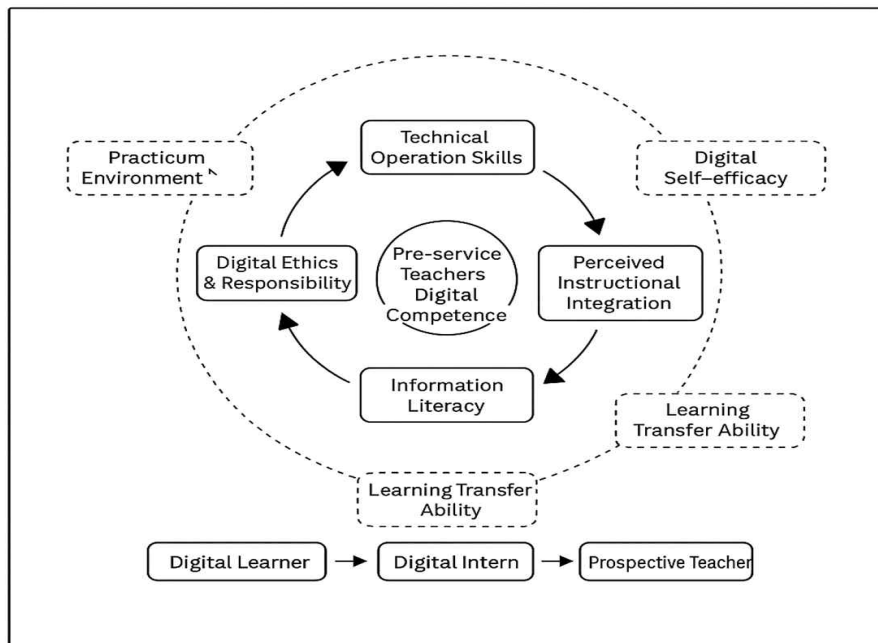 Technical
Operation Skills
Practicum
Environment
Digital
Self-efficacy
Digital Ethics
& Responsibility
Pre-service
Teachers
Digital
Competence
Perceived
Instructional
Integration
Information
Literacy
Learning
Transfer Ability
Learning Transfer
Ability
Digital Learner
Digital Intern
Prospective Teacher